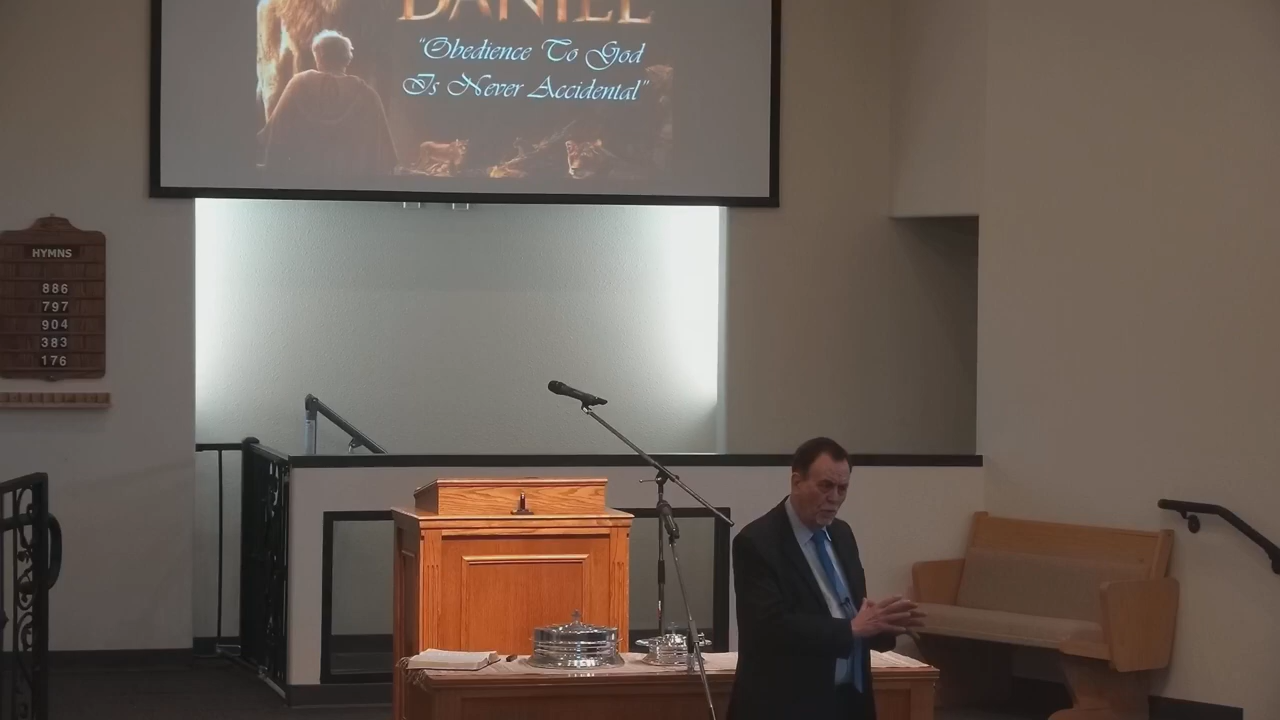 DANIEL
"Obedience To God
Is Never Accidental"
HYMNS
886
797
904
383
176